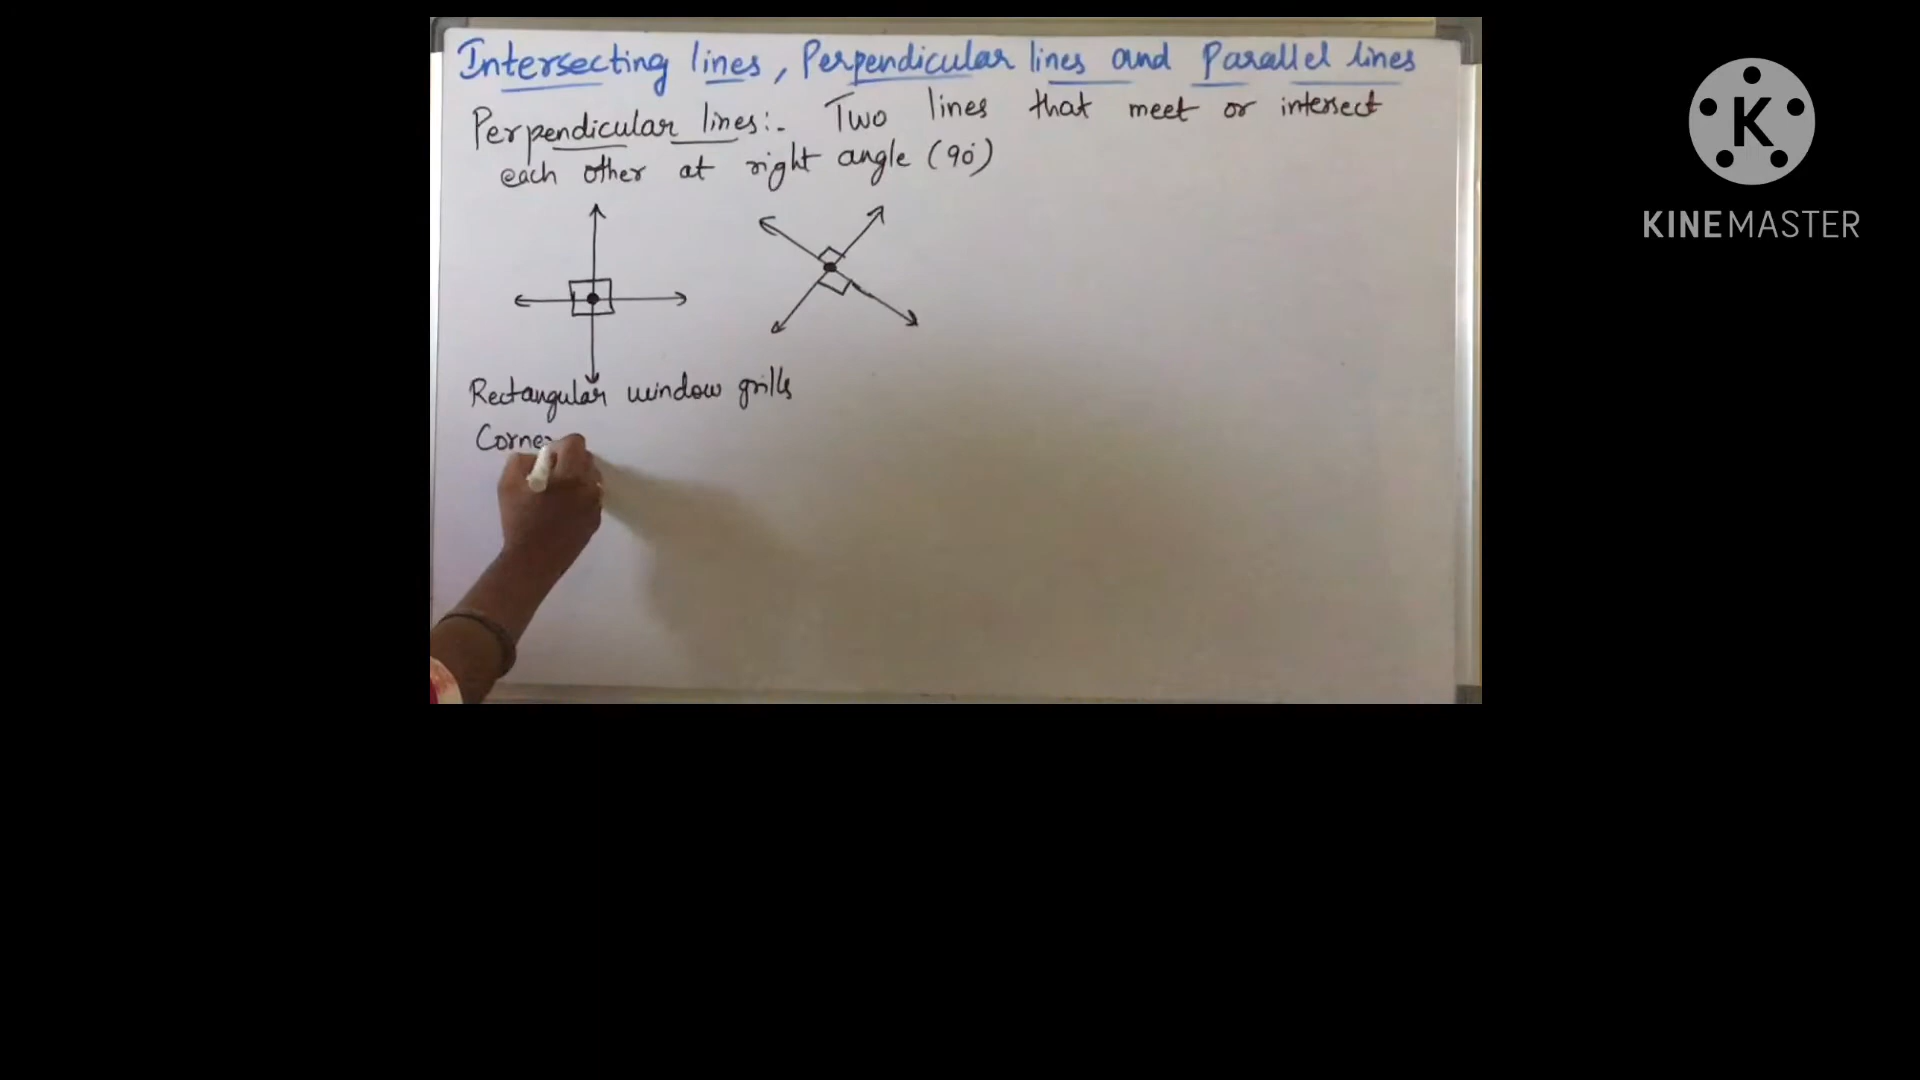 Intersecting lines, Perpendicular lines and Parallel lines
Perpendicular lines:- Two lines that meet or intersect
each other at right angle (90°)
Rectangular window grills
Corner
K
KINEMASTER